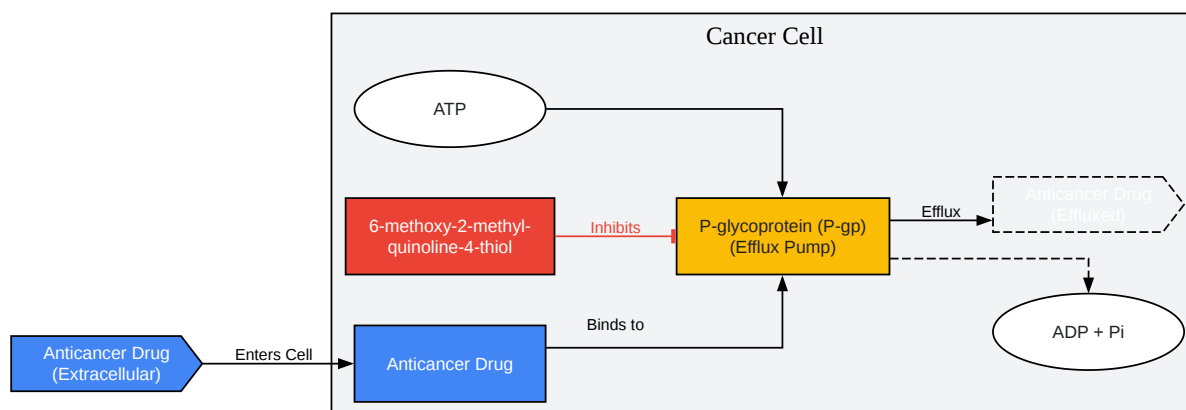 Cancer Cell
ATP
6-methoxy-2-methyl-
quinoline-4-thiol
Inhibits
P-glycoprotein (P-gp)
(Efflux Pump)
Efflux
Anticancer Drug
(Effluxed)
Binds to
ADP + Pi
Anticancer Drug
(Extracellular)
Enters Cell
Anticancer Drug